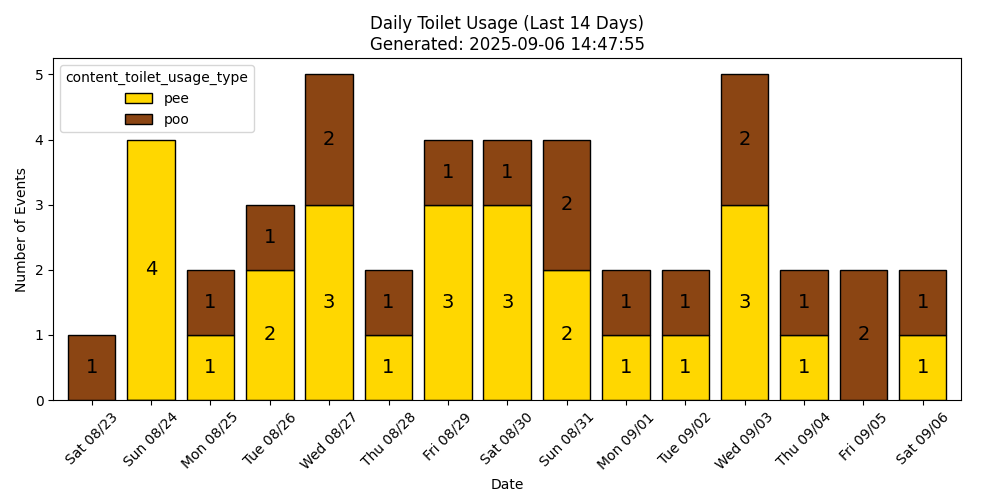 Daily Toilet Usage (Last 14 Days)
Generated: 2025-09-06 14:47:55
content_toilet_usage_type
pee
poo
Number of Events
5
4
3
2
1
0
1
4
1
1
1
2
2
3
1
1
1
3
1
3
2
2
1
1
1
1
2
3
1
1
2
1
1
Sat 08/23
Sun 08/24
Mon 08/25
Tue 08/26
Wed 08/27
Thu 08/28
Fri 08/29
Sat 08/30
Sun 08/31
Mon 09/01
Tue 09/02
Wed 09/03
Thu 09/04
Fri 09/05
Sat 09/06
Date